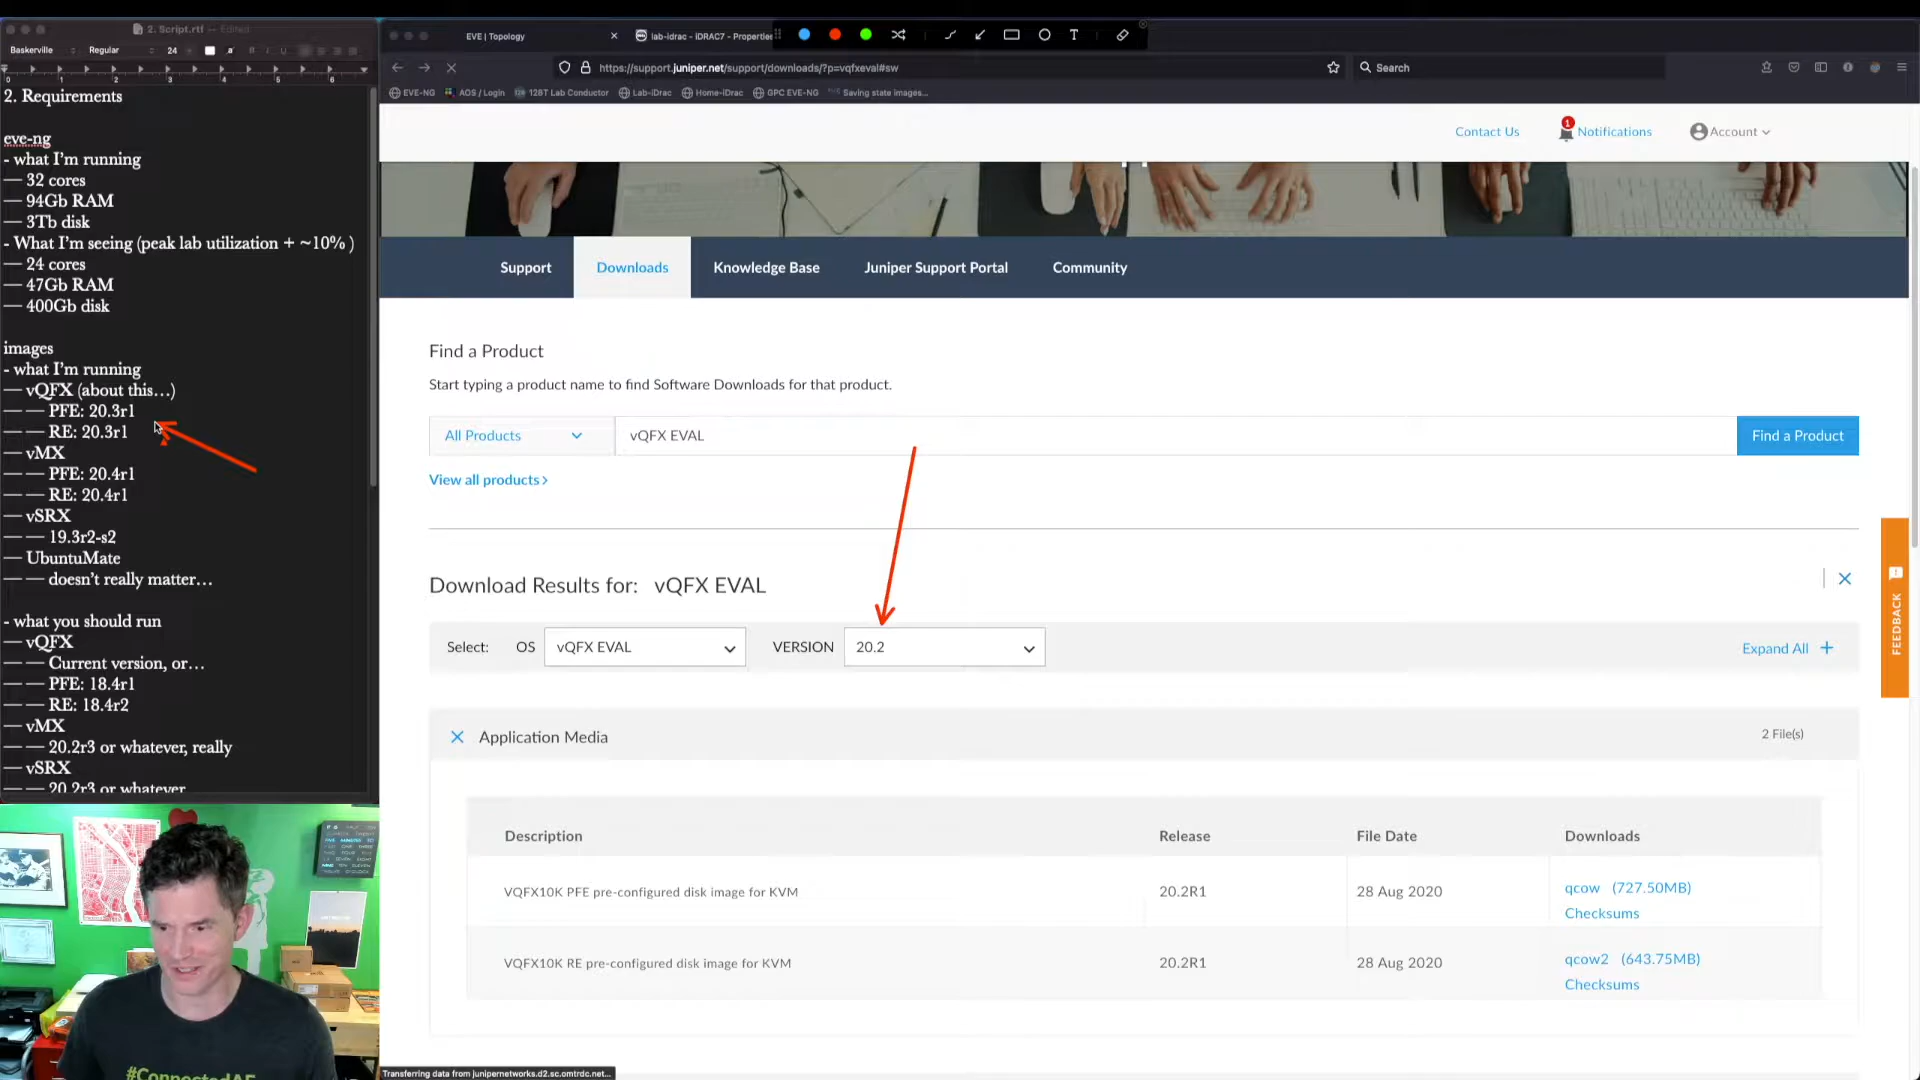 2. Script.rtf — Edited
Baskerville
Regular
24
2. Requirements
eve-ng
- what I'm running
— 32 cores
— 94Gb RAM
— 3Tb disk
- What I'm seeing (peak lab utilization + ~10% )
— 24 cores
— 47Gb RAM
— 400Gb disk
images
- what I'm running
— vQFX (about this…)
— — PFE: 20.3r1
— — RE: 20.3r1
— vMX
— — PFE: 20.4r1
— — RE: 20.4r1
— vSRX
— — 19.3r2-s2
— UbuntuMate
— — doesn't really matter…
- what you should run
— vQFX
— — Current version, or…
— — PFE: 18.4r1
— — RE: 18.4r2
— vMX
— — 20.2r3 or whatever, really
— vSRX
— — 20.2r3 or whatever
#ConnectedAF
EVE | Topology
lab-idrac - iDRAC7 - Properties
T
https://support.juniper.net/support/downloads/?p=vqfxeval#sw
Search
EVE-NG
AOS / Login
128T Lab Conductor
Lab-iDrac
Home-iDrac
GPC EVE-NG
Saving state images...
Contact Us
1
Notifications
Account
Support
Downloads
Knowledge Base
Juniper Support Portal
Community
Find a Product
Start typing a product name to find Software Downloads for that product.
All Products
vQFX EVAL
Find a Product
View all products >
Download Results for: vQFX EVAL
Select: OS vQFX EVAL VERSION 20.2
Expand All +
FEEDBACK
Application Media
2 File(s)
Description Release File Date Downloads
VQFX10K PFE pre-configured disk image for KVM 20.2R1 28 Aug 2020 qcow (727.50MB)
Checksums
VQFX10K RE pre-configured disk image for KVM 20.2R1 28 Aug 2020 qcow2 (643.75MB)
Checksums
Transferring data from junipernetworks.d2.sc.omtrdc.net...